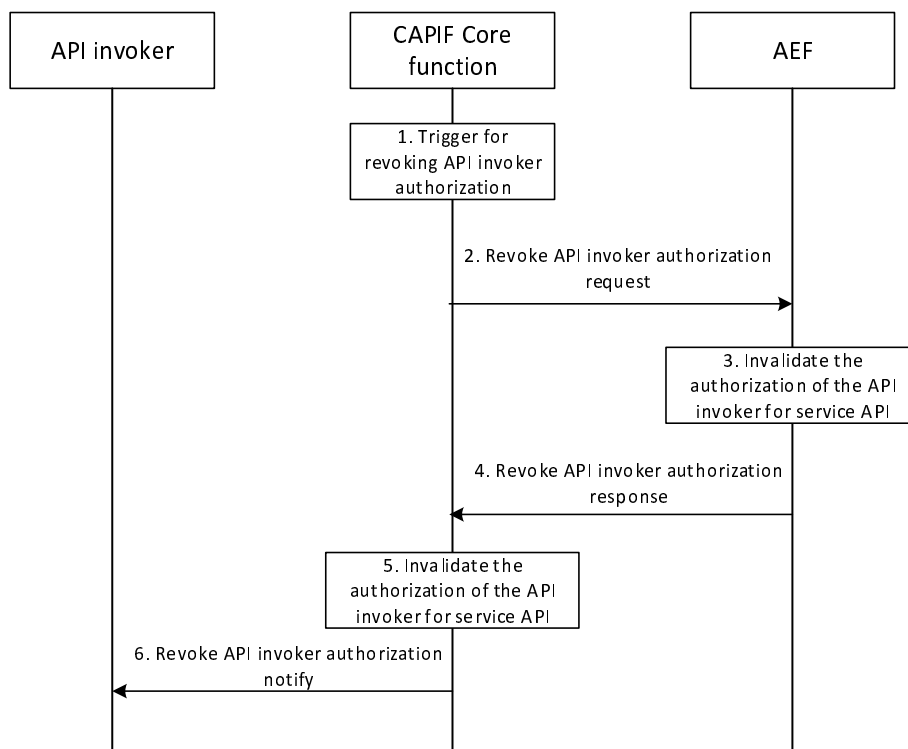 API invoker
CAPIF Core
function
AEF
1. Trigger for
revoking API invoker
authorization
2. Revoke API invoker authorization
request
3. Invalidate the
authorization of the API
invoker for service API
4. Revoke API invoker authorization
response
5. Invalidate the
authorization of the API
invoker for service API
6. Revoke API invoker authorization
notify